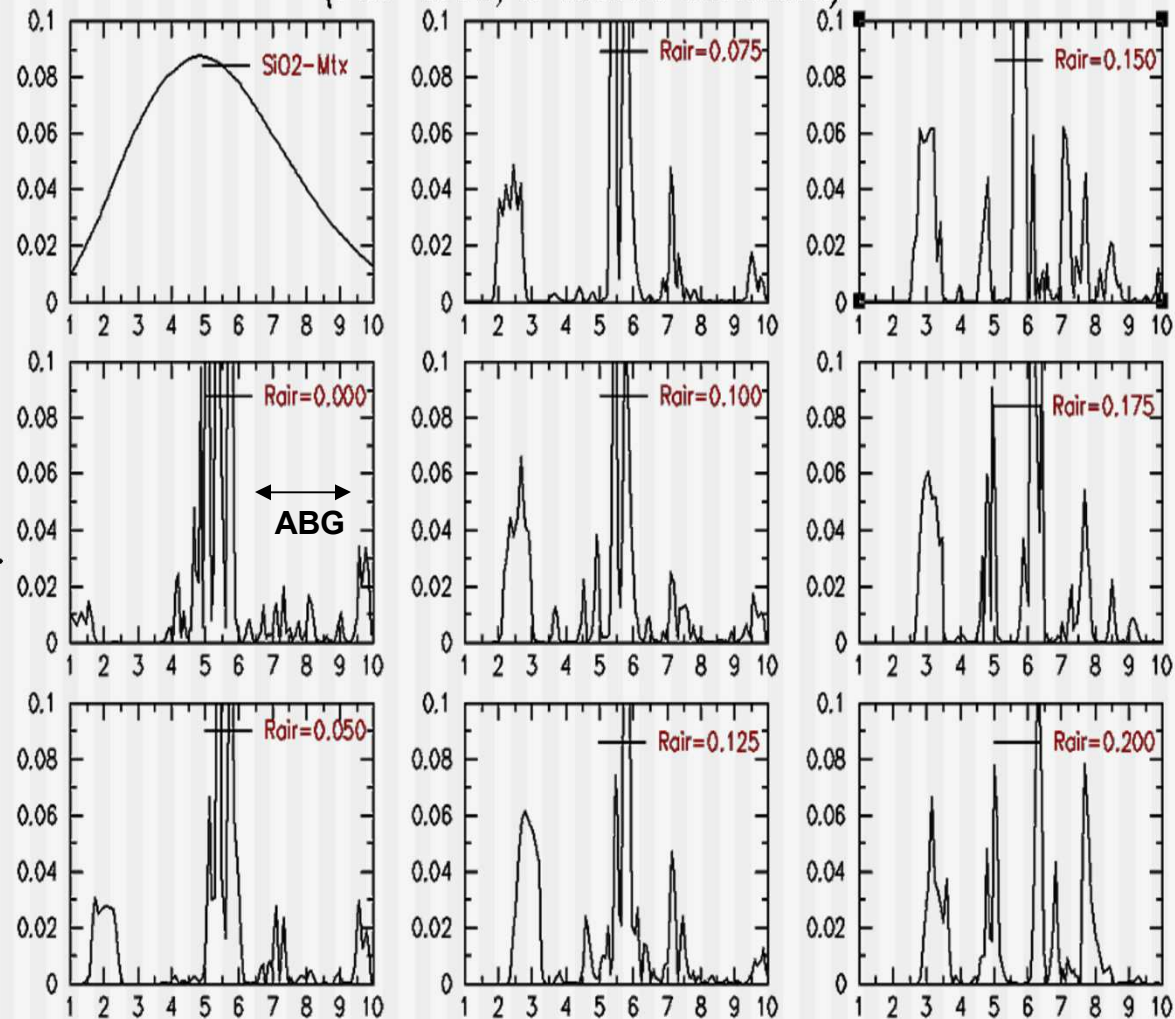 0.1 0.08 0.06 0.04 0.02 0
SiO2-Mtx
1 2 3 4 5 6 7 8 9 10
0.1 0.08 0.06 0.04 0.02 0
Rair=0.075
1 2 3 4 5 6 7 8 9 10
0.1 0.08 0.06 0.04 0.02 0
Rair=0.150
1 2 3 4 5 6 7 8 9 10
0.1 0.08 0.06 0.04 0.02 0
Rair=0.000
ABG
1 2 3 4 5 6 7 8 9 10
0.1 0.08 0.06 0.04 0.02 0
Rair=0.100
1 2 3 4 5 6 7 8 9 10
0.1 0.08 0.06 0.04 0.02 0
Rair=0.175
1 2 3 4 5 6 7 8 9 10
0.1 0.08 0.06 0.04 0.02 0
Rair=0.050
1 2 3 4 5 6 7 8 9 10
0.1 0.08 0.06 0.04 0.02 0
Rair=0.125
1 2 3 4 5 6 7 8 9 10
0.1 0.08 0.06 0.04 0.02 0
Rair=0.200
1 2 3 4 5 6 7 8 9 10